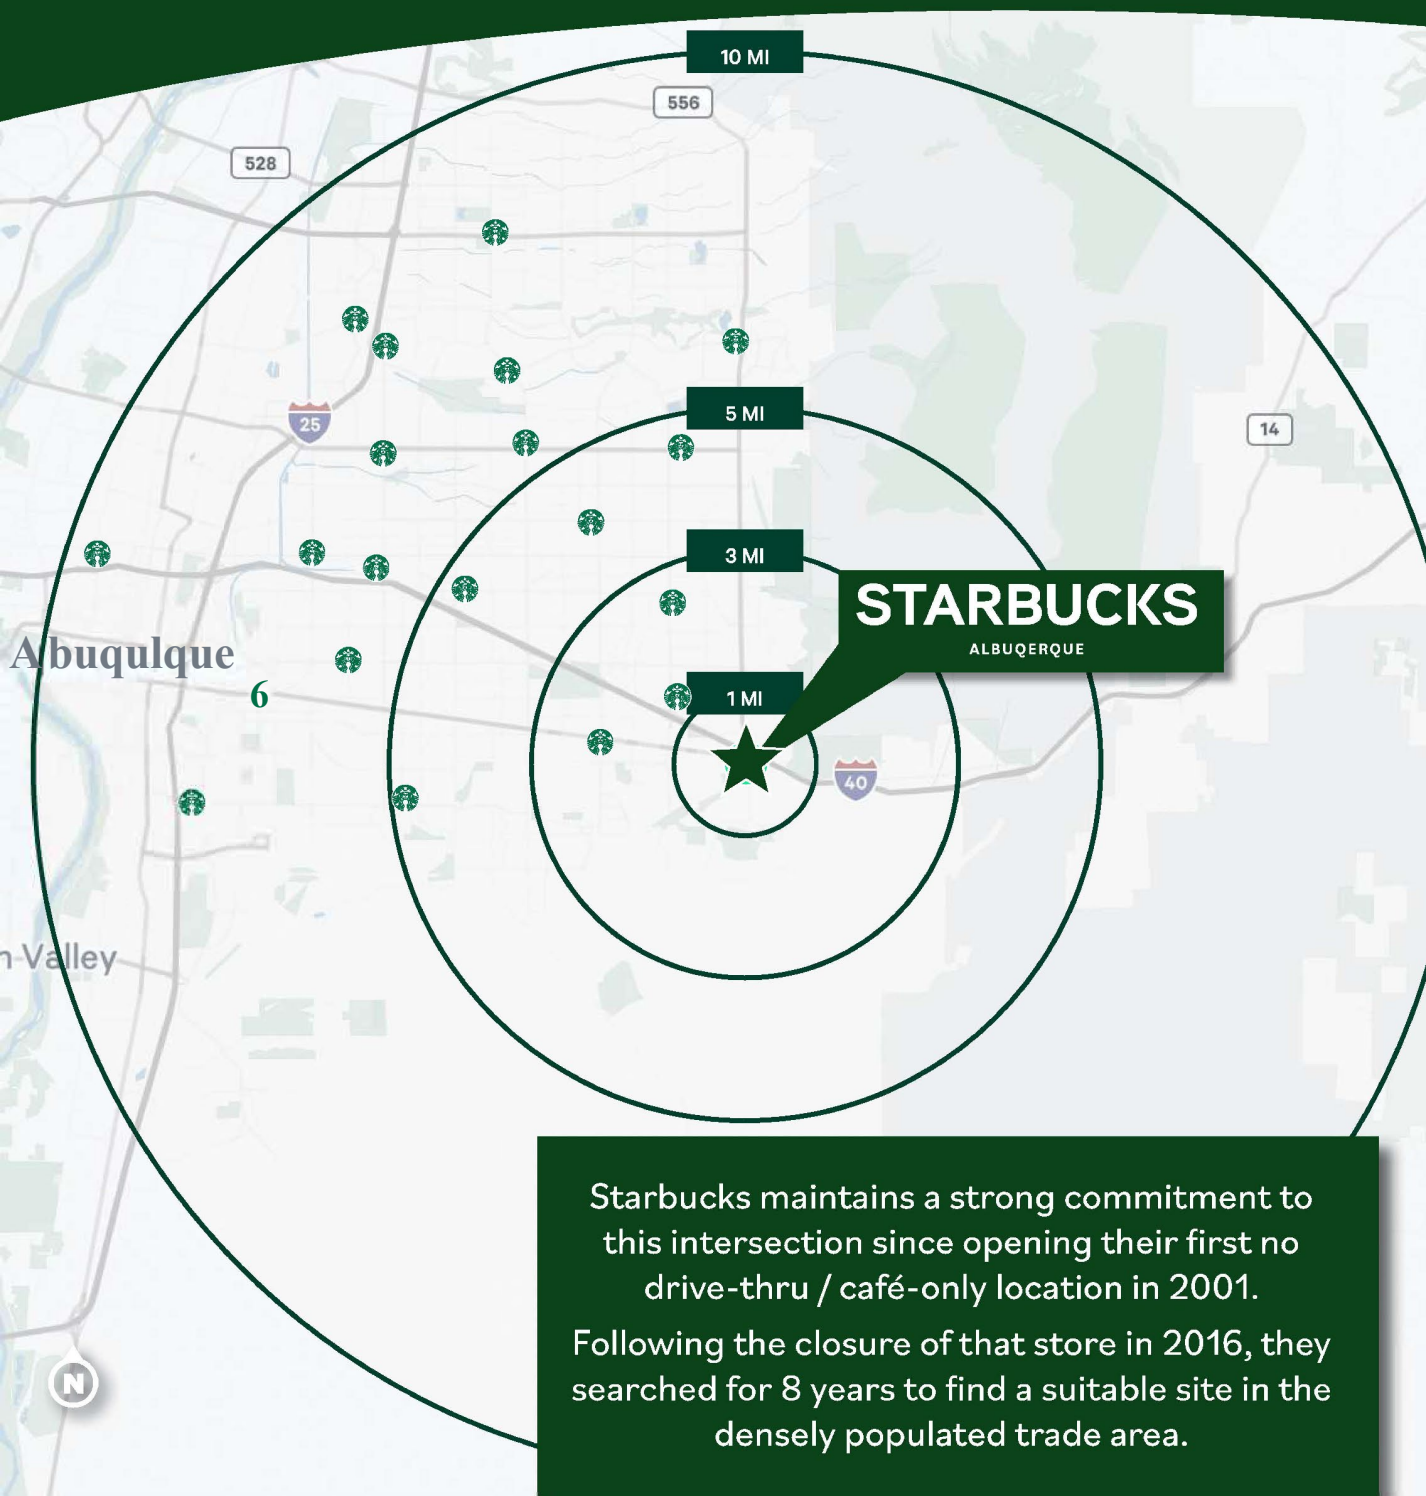 10 MI
556
528
5 MI
25
14
3 MI
STARBUCKS
ALBUQERQUE
Abuqulque
6
1 MI
40
n Valley
Starbucks maintains a strong commitment to
this intersection since opening their first no
drive-thru / café-only location in 2001.
Following the closure of that store in 2016, they
searched for 8 years to find a suitable site in the
densely populated trade area.
N